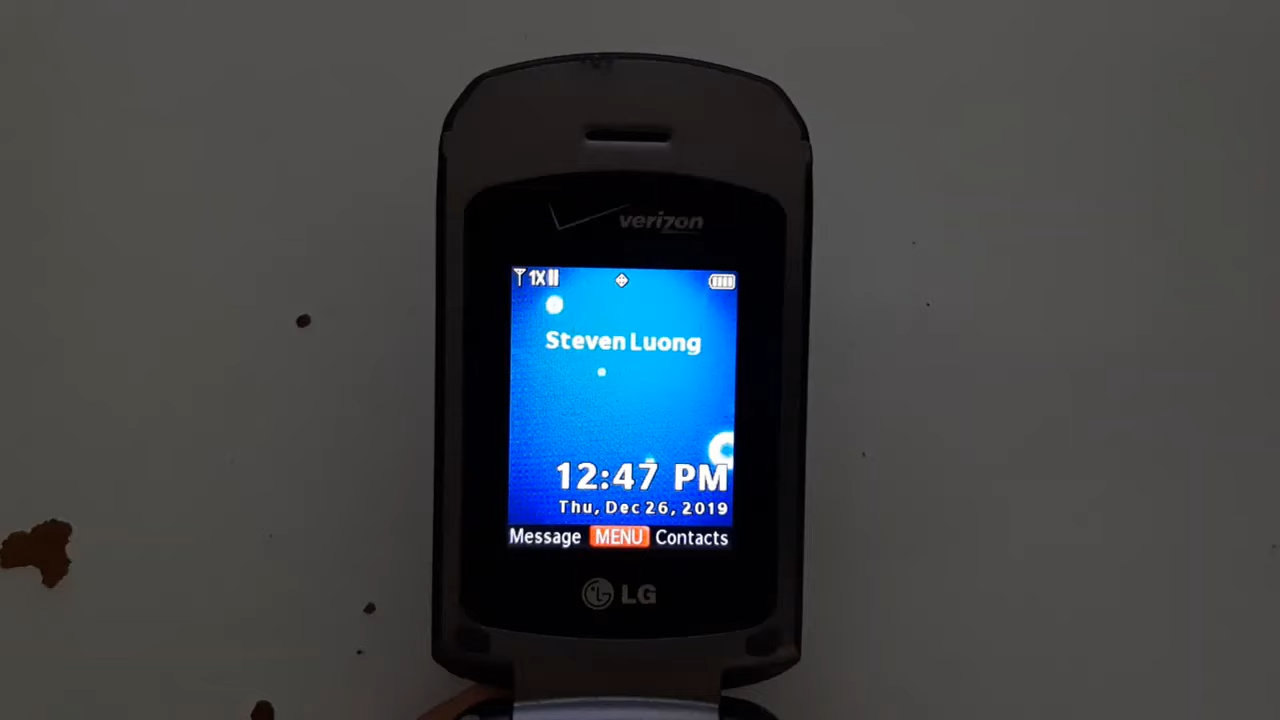 verizon
1X
Steven Luong
12:47 PM
Thu, Dec 26, 2019
Message MENU Contacts
LG